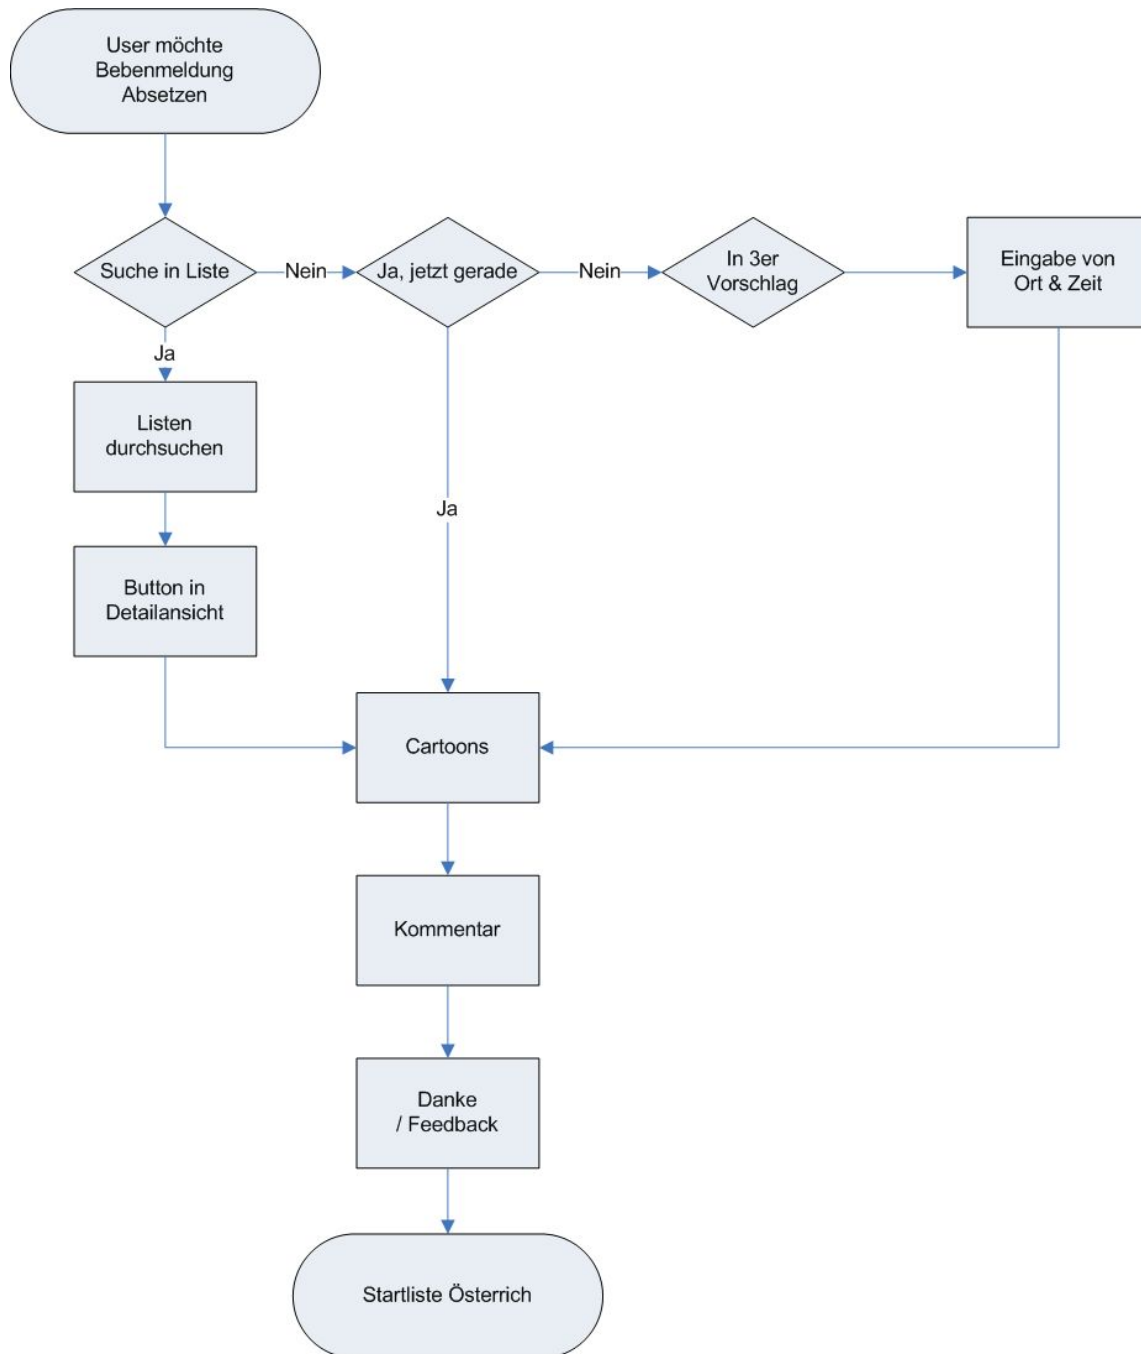 User möchte
Bebenmeldung
Absetzen
Suche in Liste
Nein
Ja, jetzt gerade
Nein
In 3er
Vorschlag
Eingabe von
Ort & Zeit
Ja
Listen
durchsuchen
Ja
Button in
Detailansicht
Cartoons
Kommentar
Danke
/ Feedback
Startliste Österrich